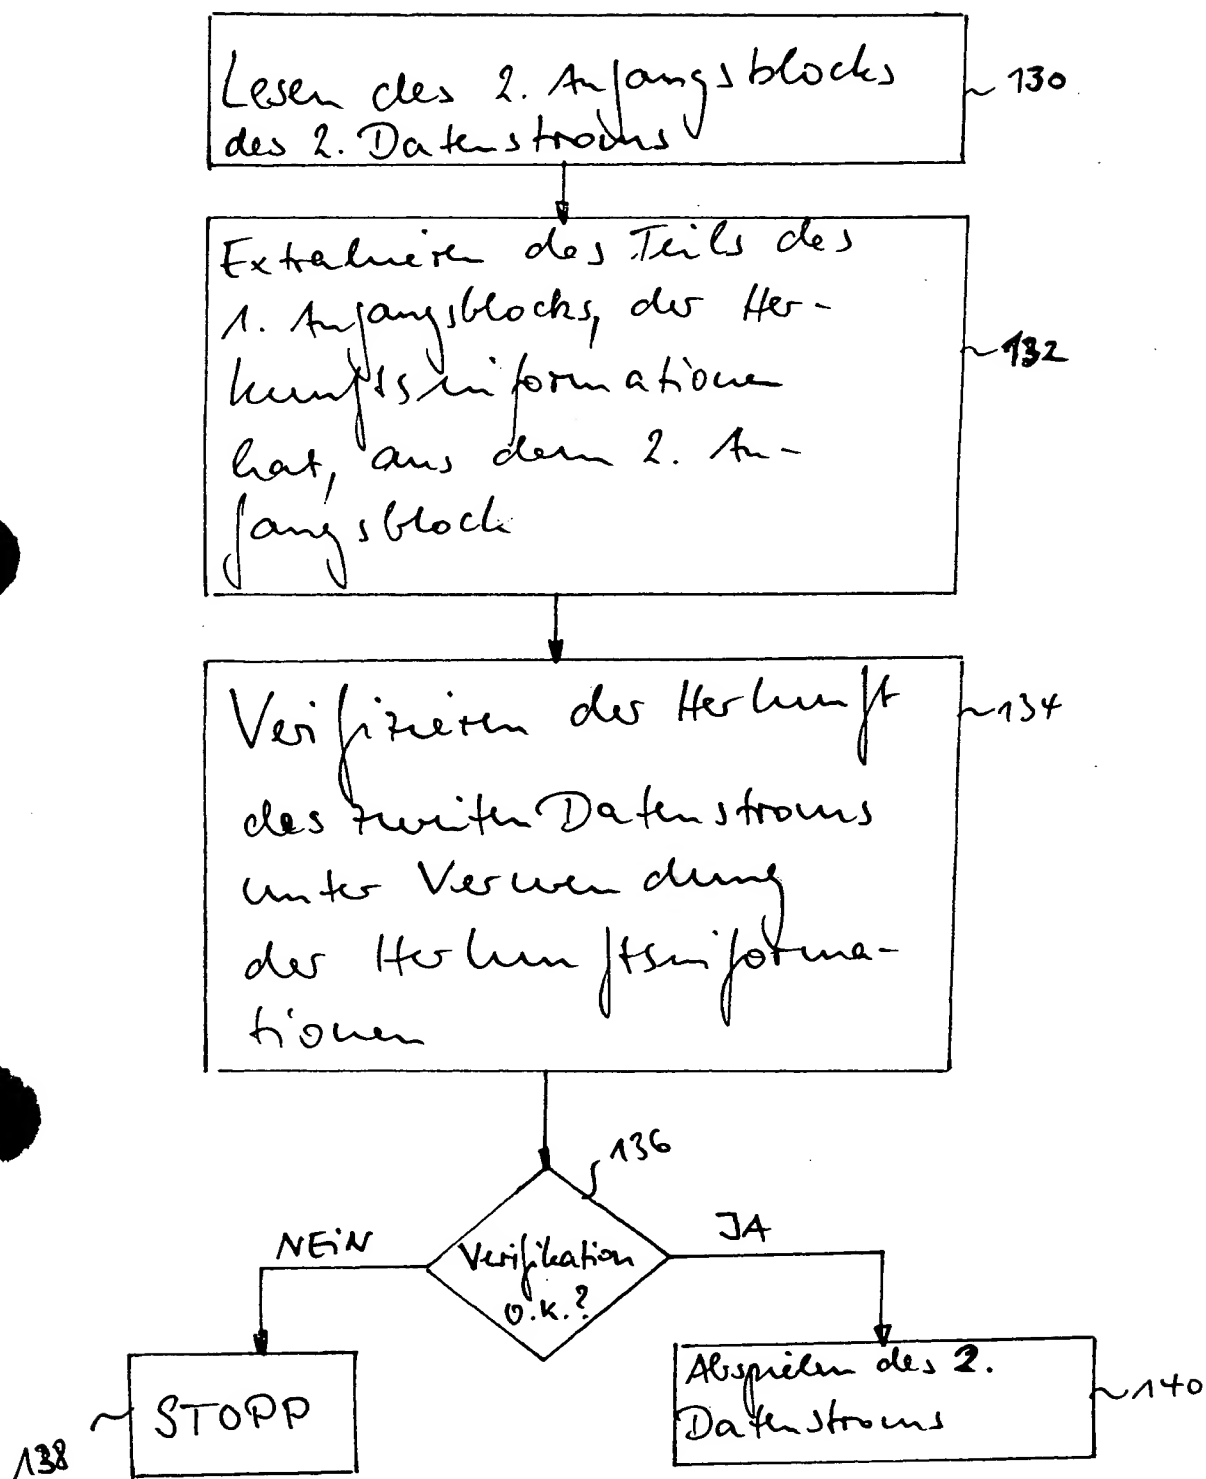 Lesen des 2. Anfangsblocks
des 2. Datenstroms
130
Extrahieren des Teils des
1. Anfangsblocks, der Her-
kunftsinformationen
hat, aus dem 2. An-
fangsblock
132
Verifizieren der Herkunft
des zweiten Datenstroms
unter Verwendung
der Herkunftsinforma-
tionen
134
136
NEIN
Verifikation
o.k.?
JA
STOPP
138
Abspielen des 2.
Datenstroms
140